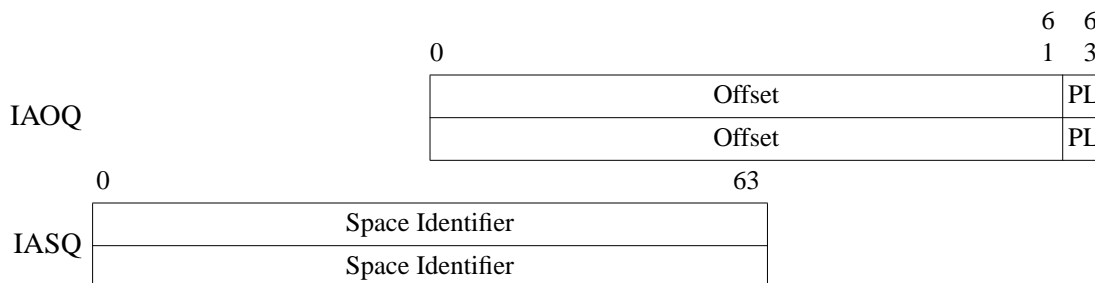 6 6
0 1 3
Offset PL
IAOQ
Offset PL
0 63
Space Identifier
IASQ
Space Identifier